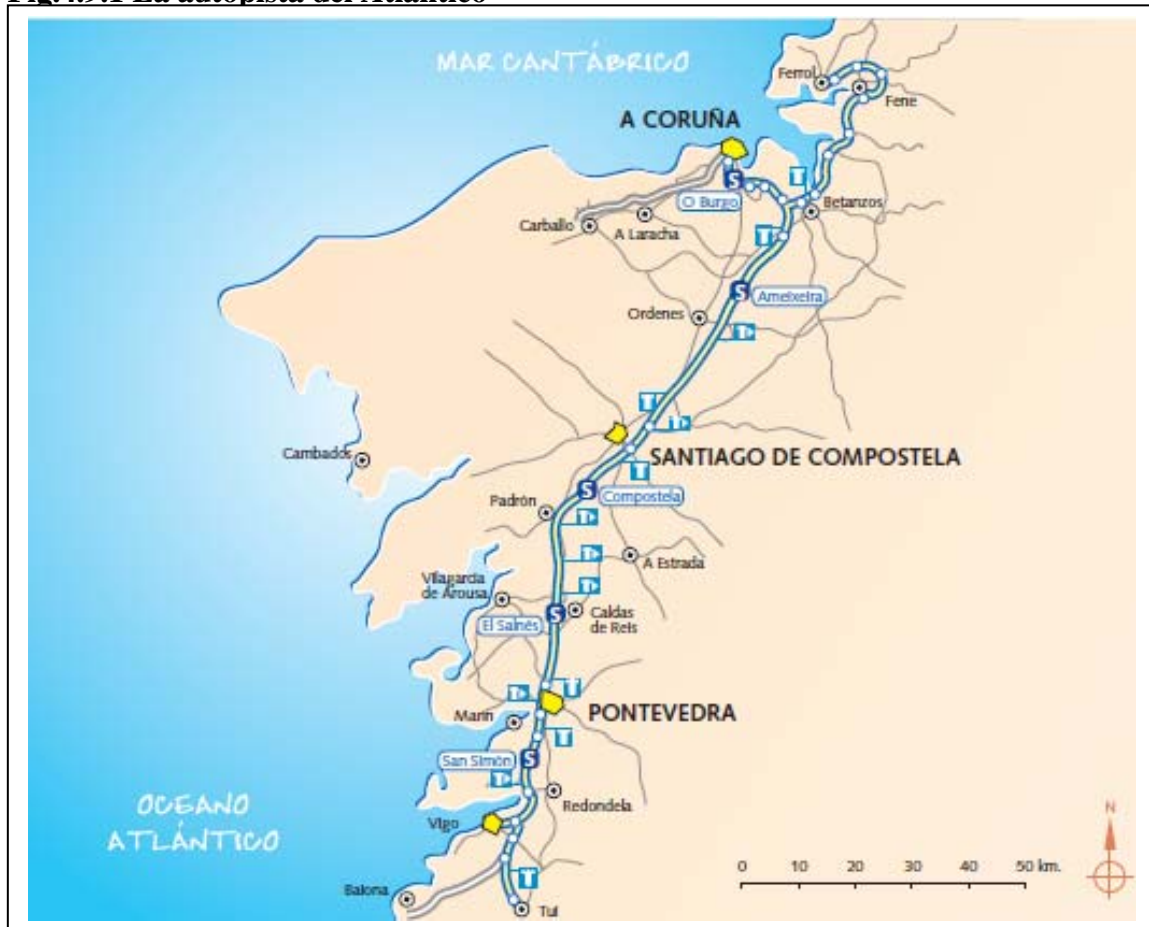 Fig.4.9.1 La autopista del Atlántico
MAR CANTÁBRICO
Ferrol
Fene
A CORUÑA
T
S
O Burgo
Betanzos
Carballo
A Laracha
T
S
Ameixeira
Ordenes
T
T
T
SANTIAGO DE COMPOSTELA
T
Cambados
S
Compostela
Padrón
T
T
A Estrada
Vilagarcía
de Arousa
T
S
El Salnés
Caldas
de Reis
T
T
Marín
PONTEVEDRA
T
San Simón
S
T
Redondela
OCEANO
ATLÁNTICO
Vigo
N
0 10 20 30 40 50 km.
T
Baiona
Tui